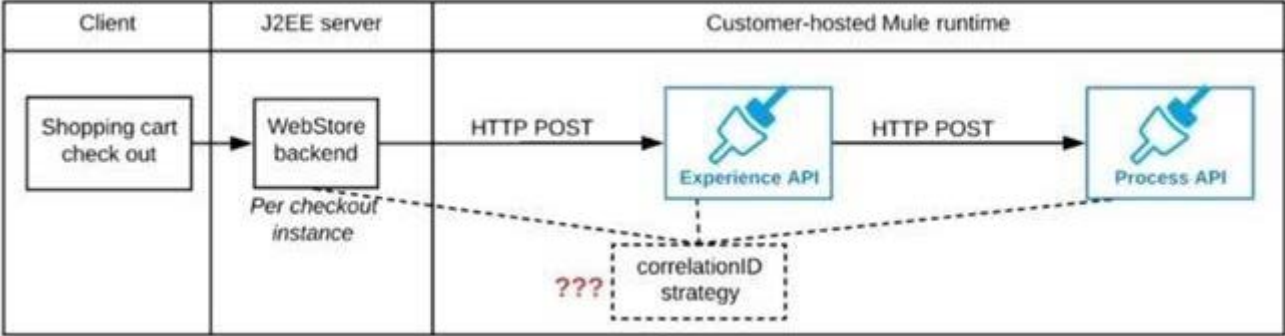 Client
J2EE server
Customer-hosted Mule runtime
Shopping cart
check out
WebStore
backend
Per checkout
instance
HTTP POST
Experience API
HTTP POST
Process API
???
correlationID
strategy